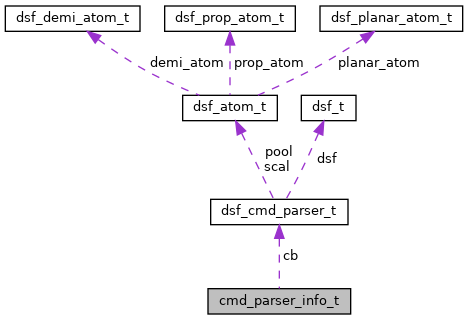 dsf_demi_atom_t
dsf_prop_atom_t
dsf_planar_atom_t
demi_atom
prop_atom
planar_atom
dsf_atom_t
dsf_t
pool
scal
dsf
dsf_cmd_parser_t
cb
cmd_parser_info_t